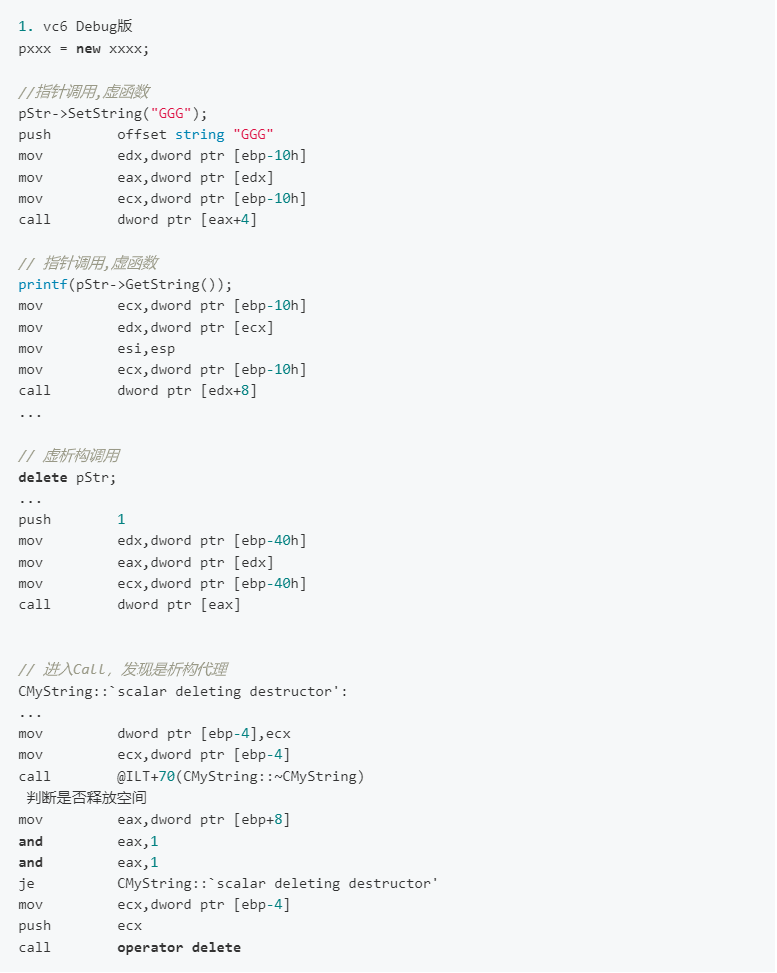 1. vc6 Debug版
pxxx = new xxxx;
//指针调用,虚函数
pStr->SetString("GGG");
push offset string "GGG"
mov edx,dword ptr [ebp-10h]
mov eax,dword ptr [edx]
mov ecx,dword ptr [ebp-10h]
call dword ptr [eax+4]
// 指针调用,虚函数
printf(pStr->GetString());
mov ecx,dword ptr [ebp-10h]
mov edx,dword ptr [ecx]
mov esi,esp
mov ecx,dword ptr [ebp-10h]
call dword ptr [edx+8]
...
// 虚析构调用
delete pStr;
...
push 1
mov edx,dword ptr [ebp-40h]
mov eax,dword ptr [edx]
mov ecx,dword ptr [ebp-40h]
call dword ptr [eax]
// 进入Call, 发现是析构代理
CMyString::`scalar deleting destructor':
...
mov dword ptr [ebp-4],ecx
mov ecx,dword ptr [ebp-4]
call @ILT+70(CMyString::~CMyString)
判断是否释放空间
mov eax,dword ptr [ebp+8]
and eax,1
and eax,1
je CMyString::`scalar deleting destructor'
mov ecx,dword ptr [ebp-4]
push ecx
call operator delete